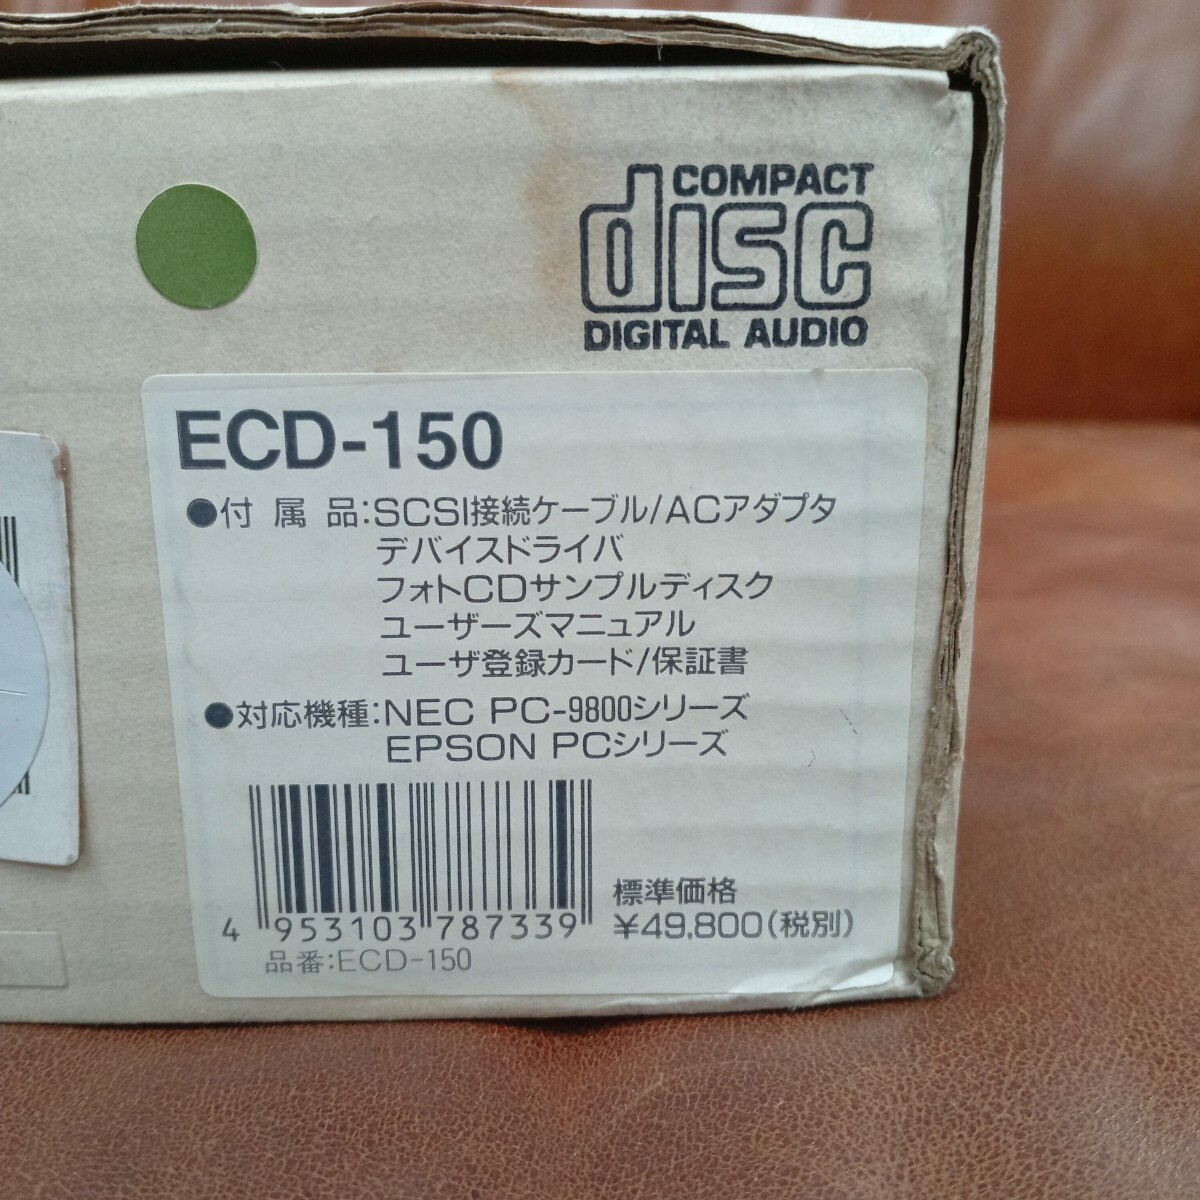 COMPACT
disc
DIGITAL AUDIO
ECD-150
●付属品:SCSI接続ケーブル/ACアダプタ
デバイスドライバ
フォトCDサンプルディスク
ユーザーズマニュアル
ユーザ登録カード/保証書
●対応機種:NEC PC-9800シリーズ
EPSON PCシリーズ
4 953103 787339
標準価格
¥49,800(税別)
品番:ECD-150